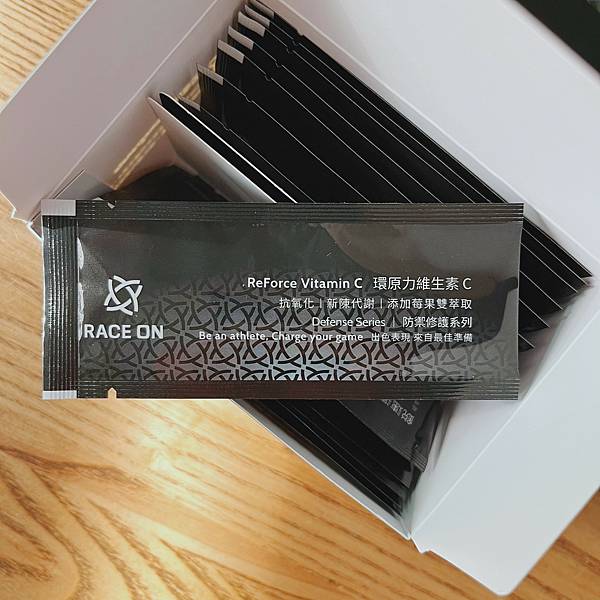 ReForce Vitamin C 環原力維生素 C
抗氧化 | 新陳代謝 | 添加莓果雙萃取
Defense Series | 防禦修護系列
Be an athlete, Charge your game 出色表現 來自最佳準備
RACE ON